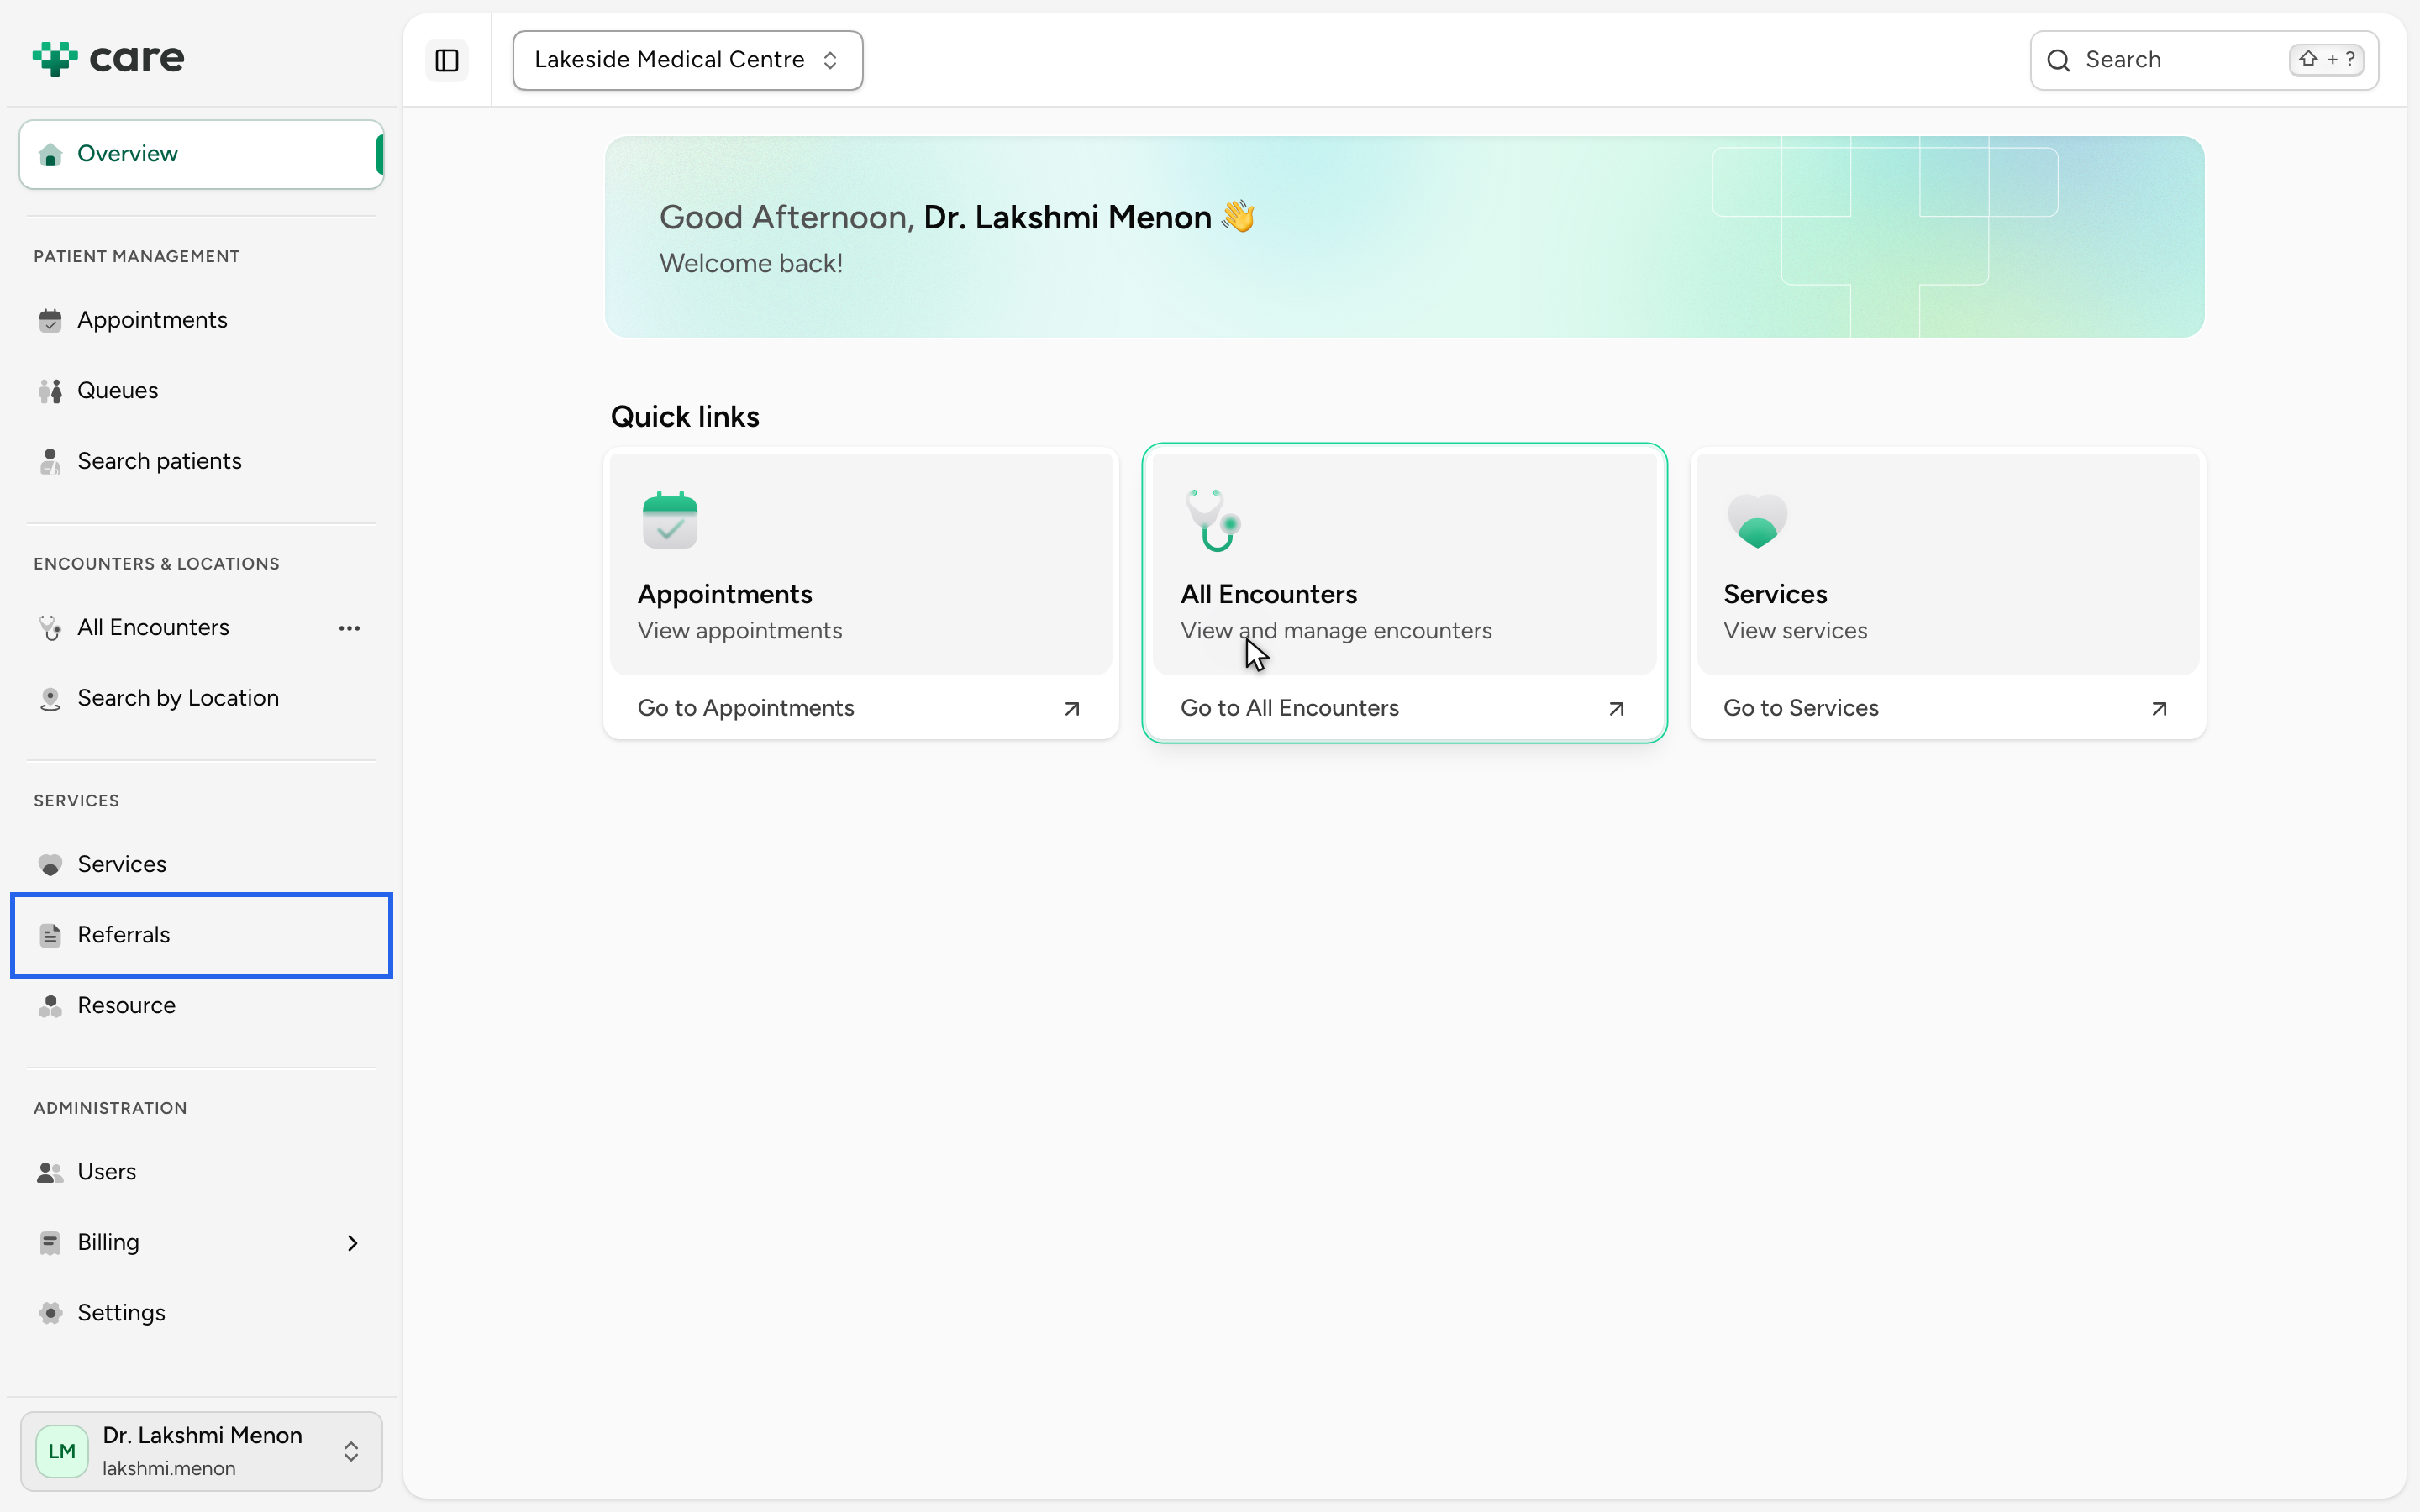 care
Lakeside Medical Centre
Search
+ ?
Overview
PATIENT MANAGEMENT
Appointments
Queues
Search patients
ENCOUNTERS & LOCATIONS
All Encounters
Search by Location
SERVICES
Services
Referrals
Resource
ADMINISTRATION
Users
Billing
Settings
LM
Dr. Lakshmi Menon
lakshmi.menon
Good Afternoon, Dr. Lakshmi Menon 👋
Welcome back!
Quick links
Appointments
View appointments
Go to Appointments
All Encounters
View and manage encounters
Go to All Encounters
Services
View services
Go to Services